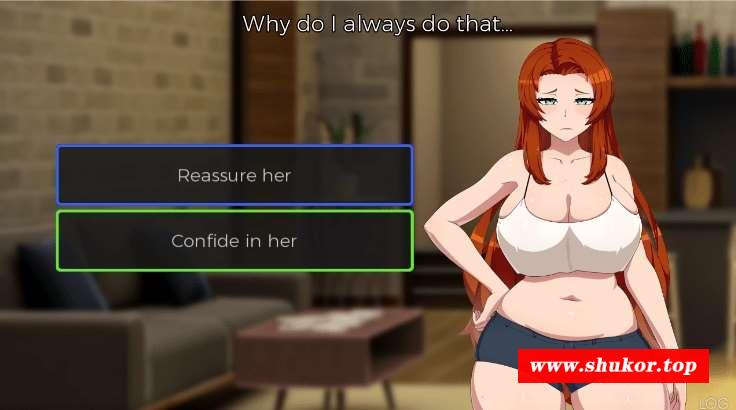 Why do I always do that...
Reassure her
Confide in her
www.shukor.top
LOG